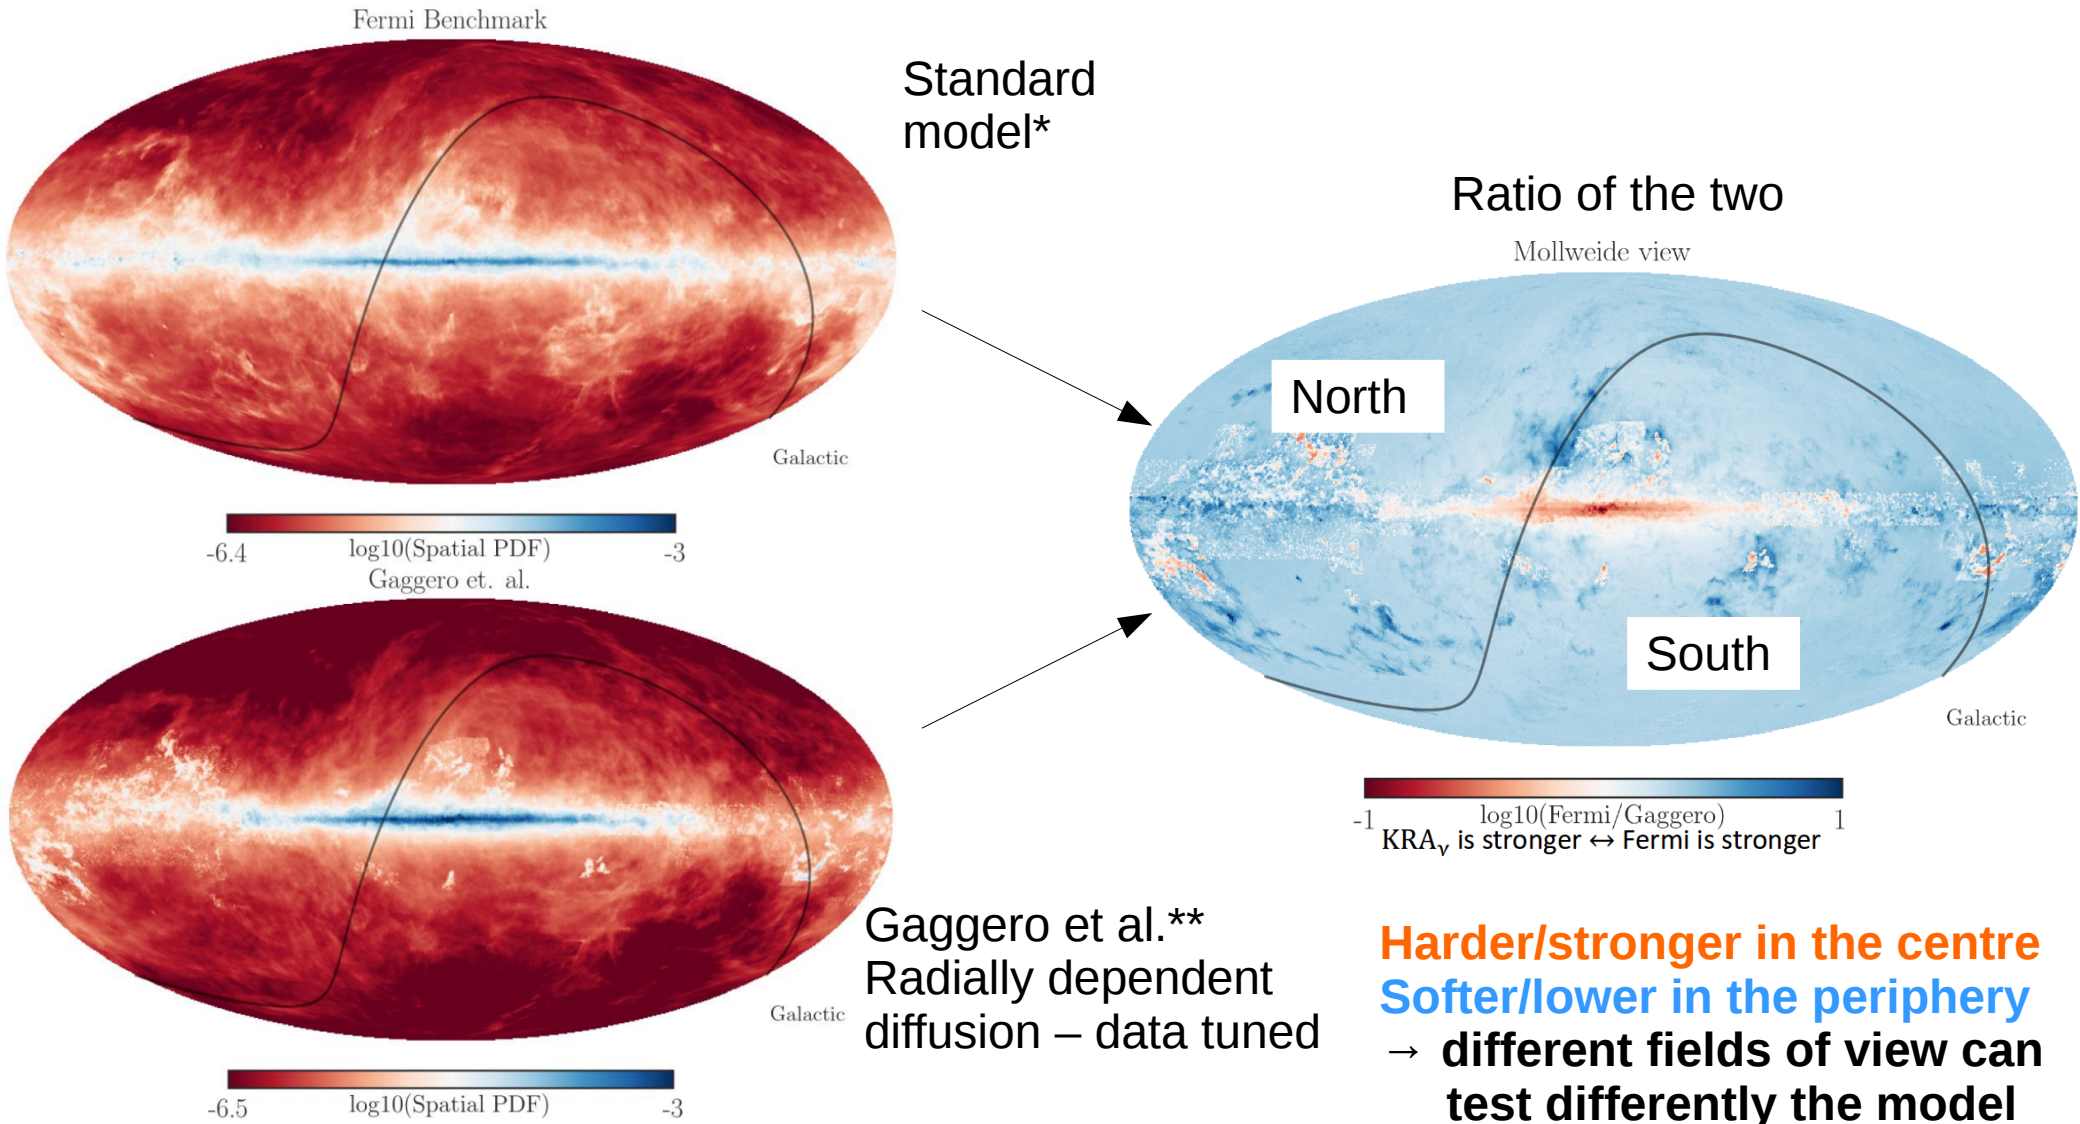 Fermi Benchmark
Standard
model*
Galactic
-6.4
log10(Spatial PDF)
-3
Gaggero et. al.
Galactic
-6.5
log10(Spatial PDF)
-3
Gaggero et al.**
Radially dependent
diffusion – data tuned
Ratio of the two
Mollweide view
North
South
Galactic
-1
log10(Fermi/Gaggero)
1
KRAγ is stronger ↔ Fermi is stronger
Harder/stronger in the centre
Softer/lower in the periphery
→ different fields of view can
test differently the model